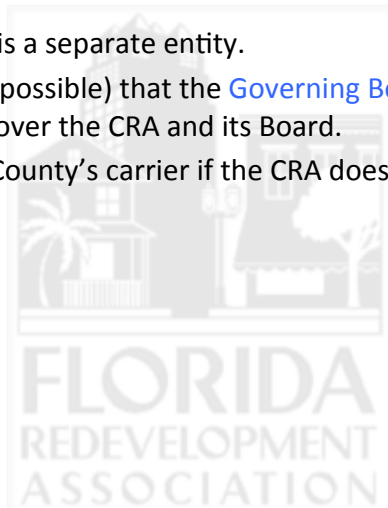 is a separate entity.
possible) that the Governing Bo
over the CRA and its Board.
County's carrier if the CRA does
FLORIDA
REDEVELOPMENT
ASSOCIATION